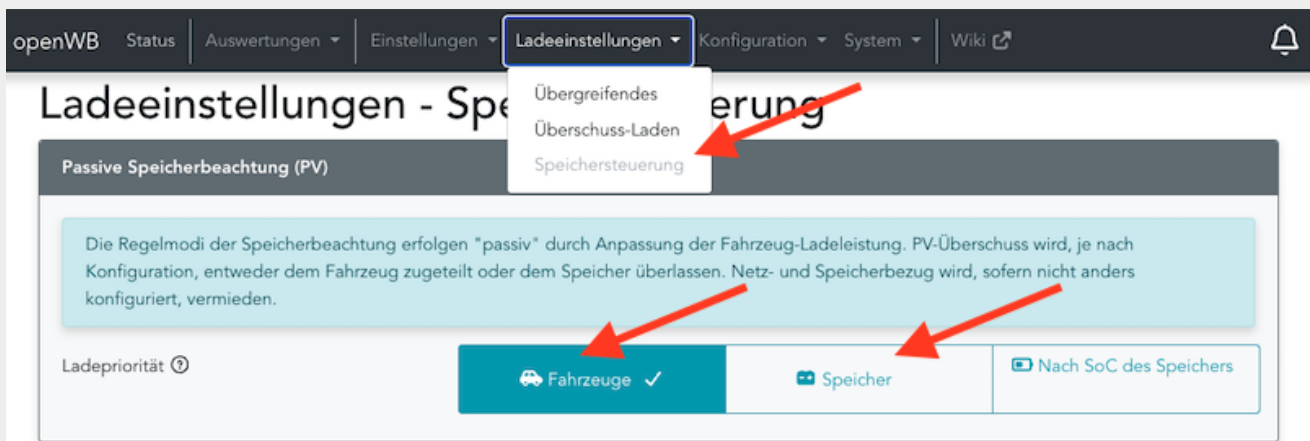 openWB Status Auswertungen Einstellungen Ladeeinstellungen Konfiguration System Wiki
Übergreifendes
Überschuss-Laden
Speichersteuerung
Ladeeinstellungen - Spe erung
Passive Speicherbeachtung (PV)
Die Regelmodi der Speicherbeachtung erfolgen "passiv" durch Anpassung der Fahrzeug-Ladeleistung. PV-Überschuss wird, je nach
Konfiguration, entweder dem Fahrzeug zugeteilt oder dem Speicher überlassen. Netz- und Speicherbezug wird, sofern nicht anders
konfiguriert, vermieden.
Ladepriorität
Fahrzeuge
Speicher
Nach SoC des Speichers